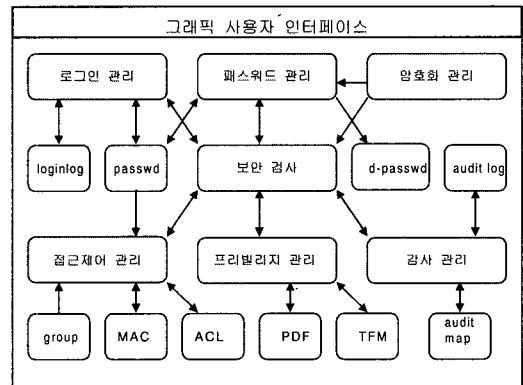 그래픽 사용자 인터페이스
로그인 관리
패스워드 관리
암호화 관리
loginlog
passwd
보안 검사
d-passwd
audit log
접근제어 관리
프리빌리지 관리
감사 관리
group
MAC
ACL
PDF
TFM
audit
map